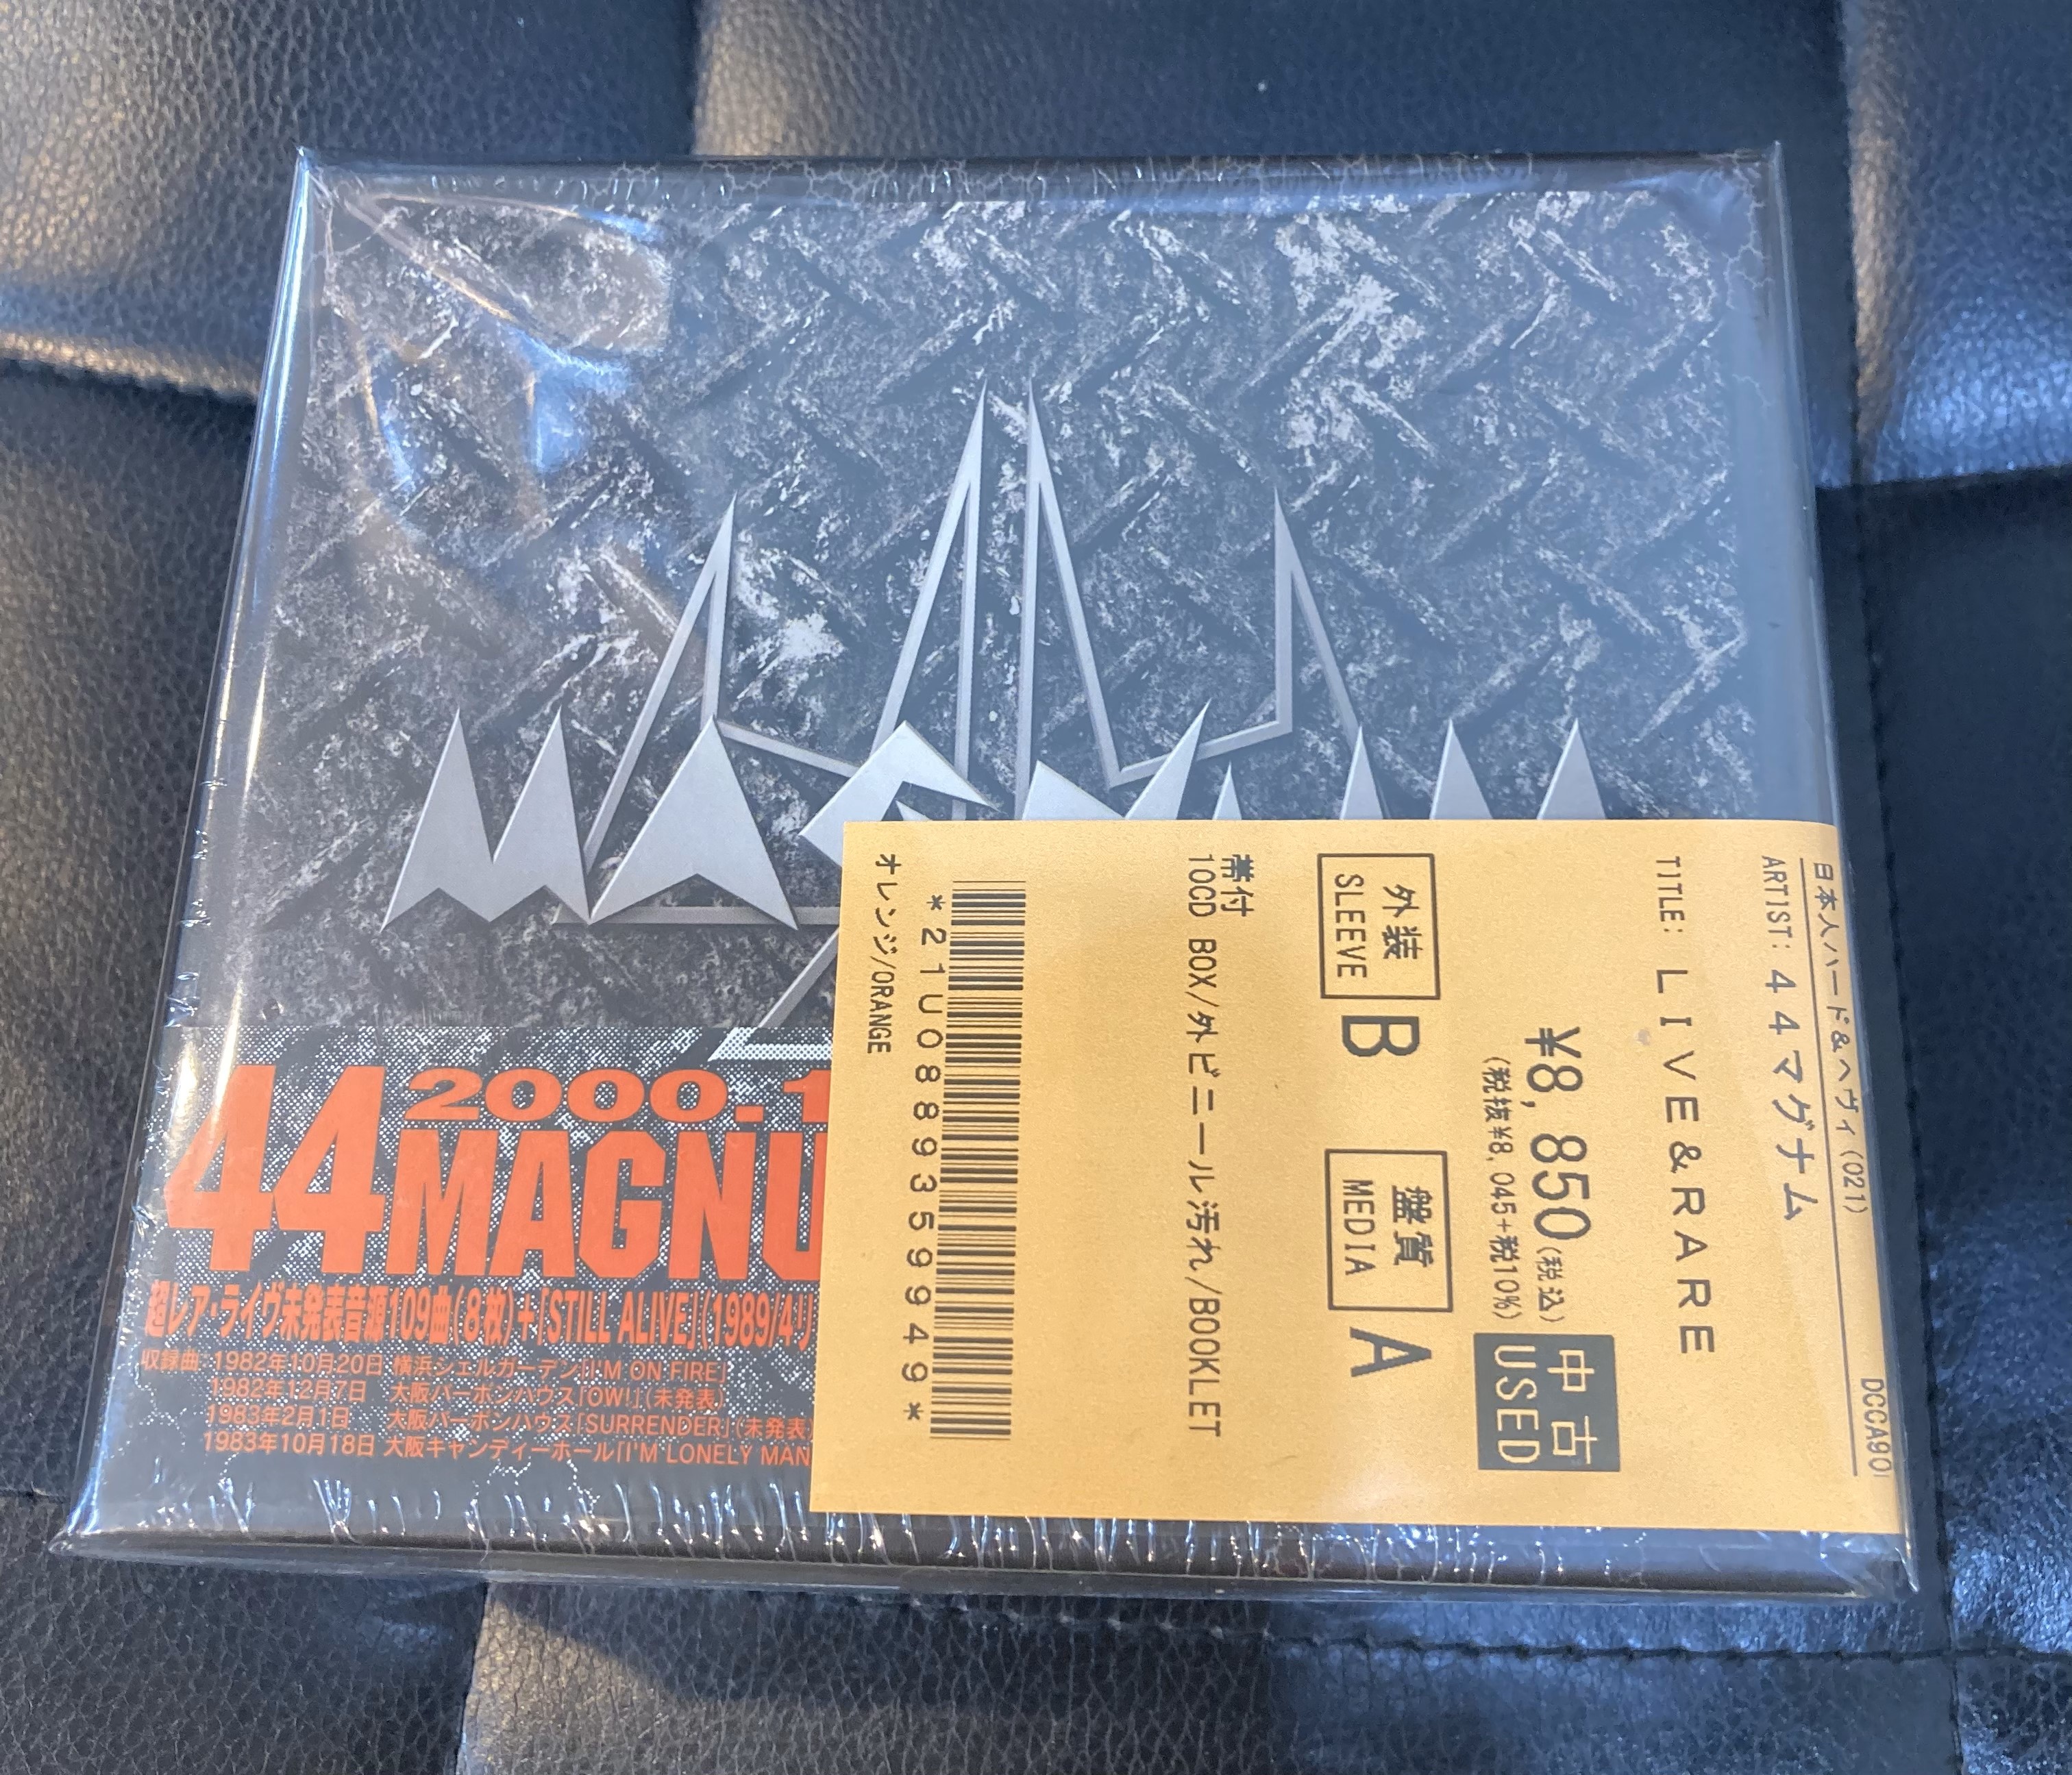 2000.1
44MAGNU
超レア・ライヴ未発表音源109曲(8枚)+「STILL ALIVE」(1989/4リ
収録曲: 1982年10月20日 横浜シェルガーデン「I'M ON FIRE」
1982年12月7日 大阪バーボンハウス「OW!」(未発表)
1983年2月1日 大阪バーボンハウス「SURRENDER」(未発表)
1983年10月18日 大阪キャンディーホール「I'M LONELY MAN
日本人ハード&ヘヴィ(021)
DCCA90
ARTIST: 44マグナム
TITLE: LIVE&RARE
¥8,850(税込)
(税抜¥8,045+税10%)
中古
USED
外装
SLEEVE
B
盤質
MEDIA
A
帯付
10CD BOX/外ビニール汚れ/BOOKLET
*21U0889359949*
オレンジ/ORANGE